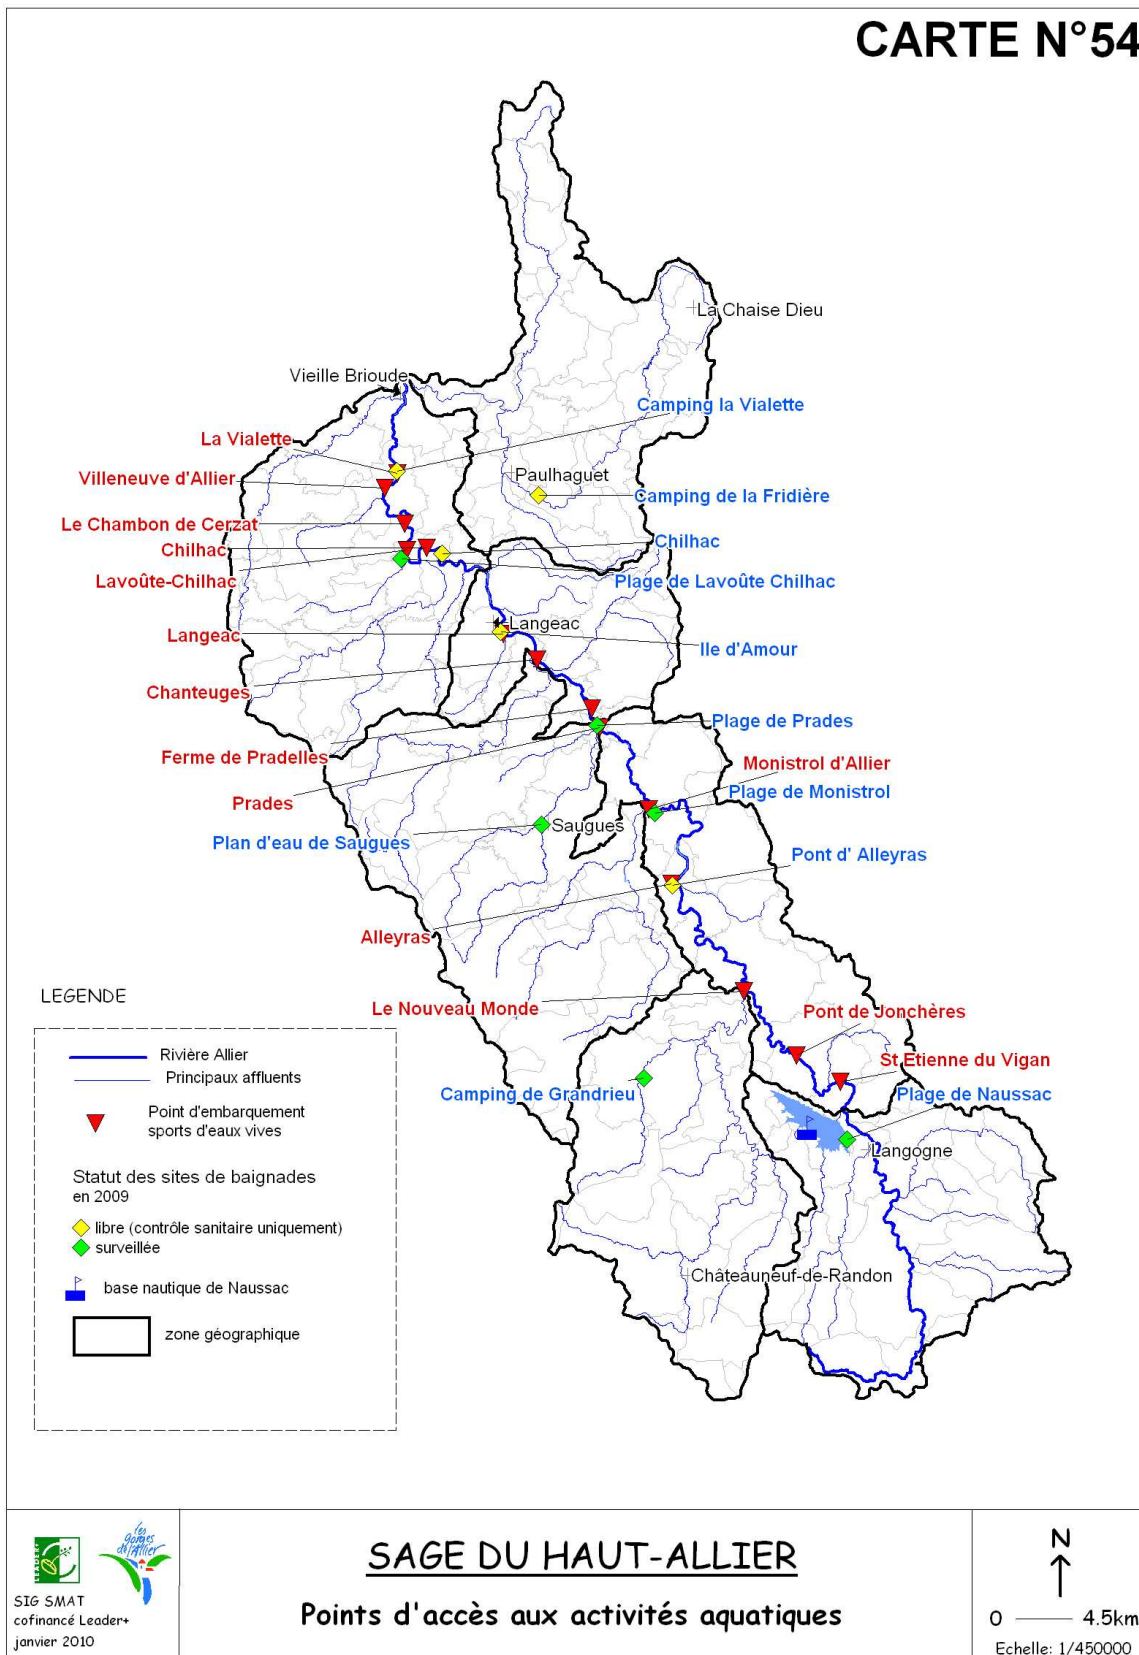 CARTE N°54
La Chaise Dieu
Vieille Brioude
Camping la Vialette
La Vialette
Villeneuve d'Allier
Paulhaguet
Camping de la Fridière
Le Chambon de Cerzat
Chilhac
Chilhac
Lavoûte-Chilhac
Plage de Lavoûte Chilhac
Langeac
Langeac
Ile d'Amour
Chanteuges
Plage de Prades
Ferme de Pradelles
Monistrol d'Allier
Prades
Plage de Monistrol
Plan d'eau de Saugues
Saugues
Pont d' Alleyras
Alleyras
Le Nouveau Monde
Pont de Jonchères
St Etienne du Vigan
Camping de Grandrieu
Plage de Naussac
Langogne
Châteauneuf-de-Randon
LEGENDE
Rivière Allier
Principaux affluents
Point d'embarquement
sports d'eaux vives
Statut des sites de baignades
en 2009
libre (contrôle sanitaire uniquement)
surveillée
base nautique de Naussac
zone géographique
LEADER+
les gorges de l'Allier
SIG SMAT
cofinancé Leader+
janvier 2010
SAGE DU HAUT-ALLIER
Points d'accès aux activités aquatiques
N
0 4.5km
Echelle: 1/450000